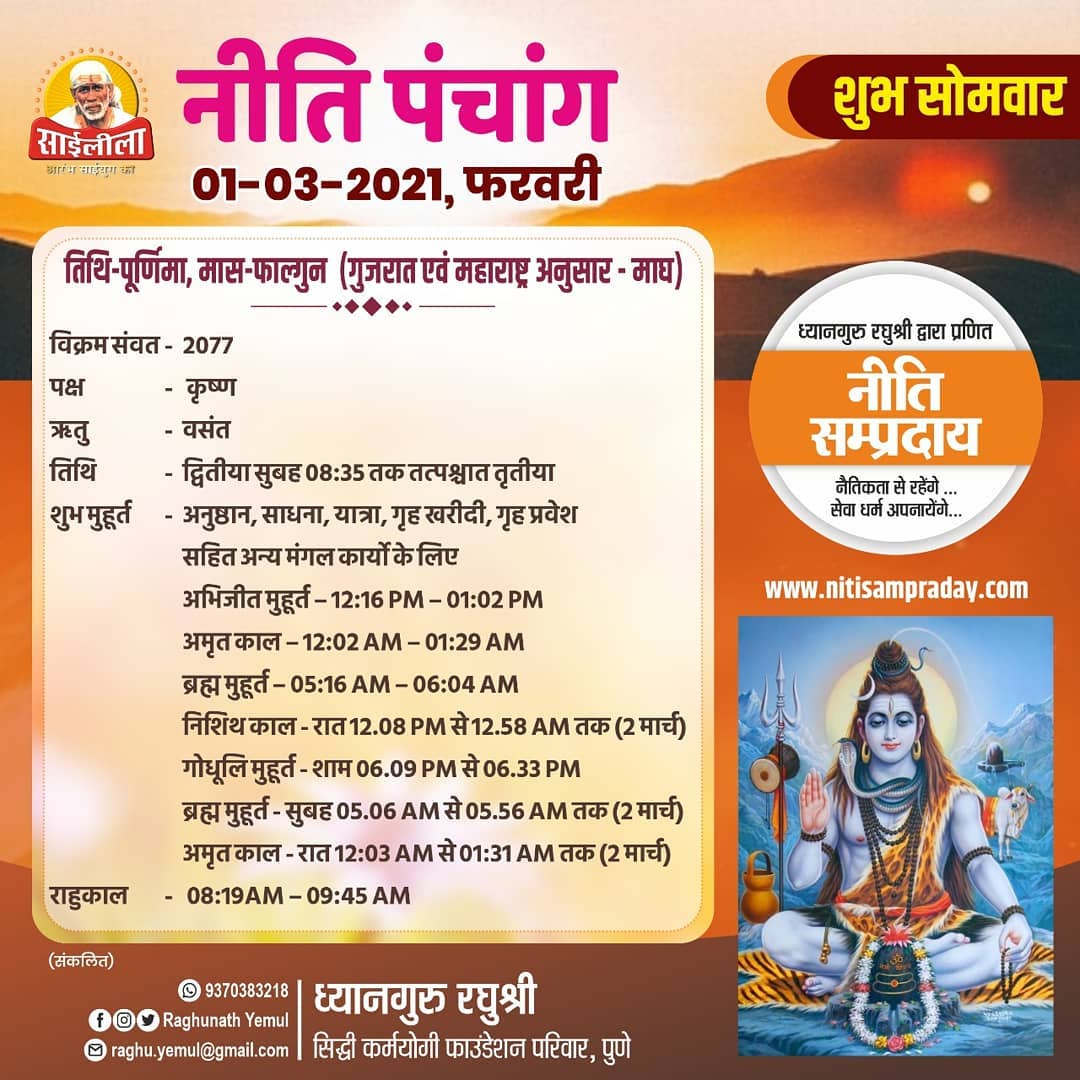 साईलीला
आरंभ साईयुग का
नीति पंचांग
01-03-2021, फरवरी
शुभ सोमवार
तिथि-पूर्णिमा, मास-फाल्गुन (गुजरात एवं महाराष्ट्र अनुसार - माघ)
विक्रम संवत - 2077
पक्ष - कृष्ण
ऋतु - वसंत
तिथि - द्वितीया सुबह 08:35 तक तत्पश्चात तृतीया
शुभ मुहूर्त - अनुष्ठान, साधना, यात्रा, गृह खरीदी, गृह प्रवेश
सहित अन्य मंगल कार्यो के लिए
अभिजीत मुहूर्त – 12:16 PM – 01:02 PM
अमृत काल – 12:02 AM – 01:29 AM
ब्रह्म मुहूर्त – 05:16 AM – 06:04 AM
निशिथ काल - रात 12.08 PM से 12.58 AM तक (2 मार्च)
गोधूलि मुहूर्त - शाम 06.09 PM से 06.33 PM
ब्रह्म मुहूर्त - सुबह 05.06 AM से 05.56 AM तक (2 मार्च)
अमृत काल - रात 12:03 AM से 01:31 AM तक (2 मार्च)
राहुकाल - 08:19AM – 09:45 AM
ध्यानगुरु रघुश्री द्वारा प्रणित
नीति
सम्प्रदाय
नैतिकता से रहेंगे ...
सेवा धर्म अपनायेंगे...
www.nitisampraday.com
(संकलित)
9370383218
Raghunath Yemul
raghu.yemul@gmail.com
ध्यानगुरु रघुश्री
सिद्धी कर्मयोगी फाउंडेशन परिवार, पुणे